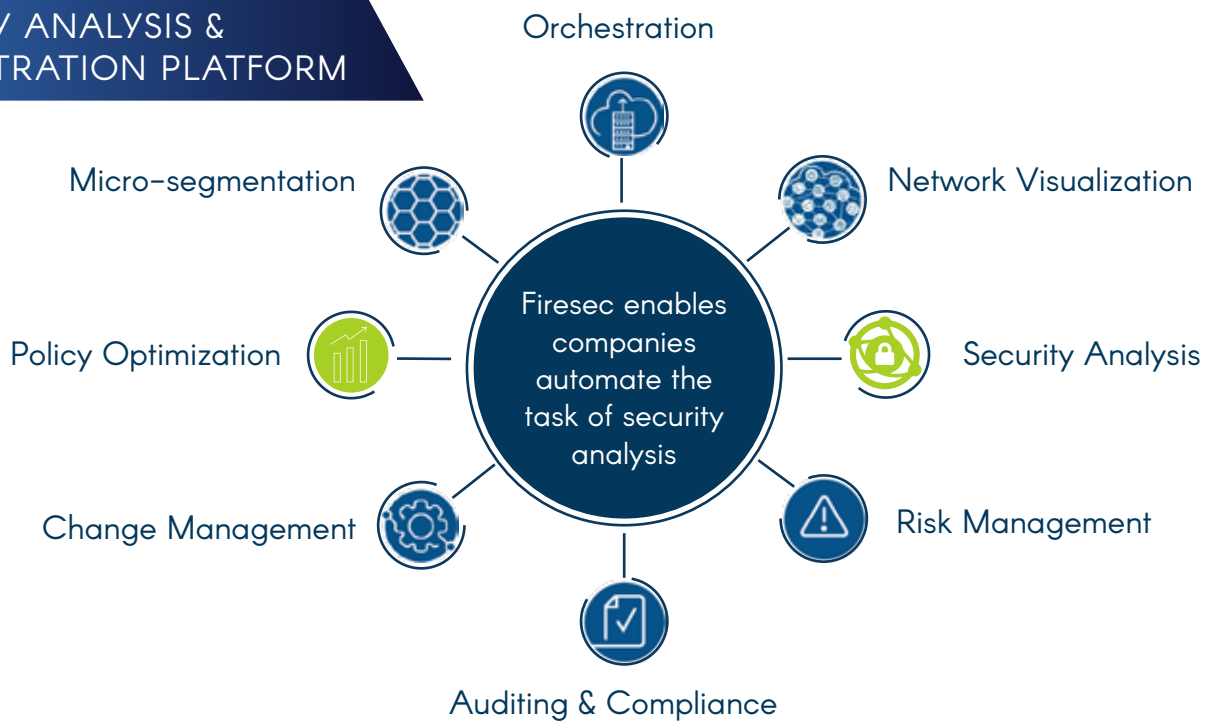 Y ANALYSIS &
TRATION PLATFORM
Orchestration
Micro-segmentation
Network Visualization
Firesec enables
companies
automate the
task of security
analysis
Policy Optimization
Security Analysis
Change Management
Risk Management
Auditing & Compliance